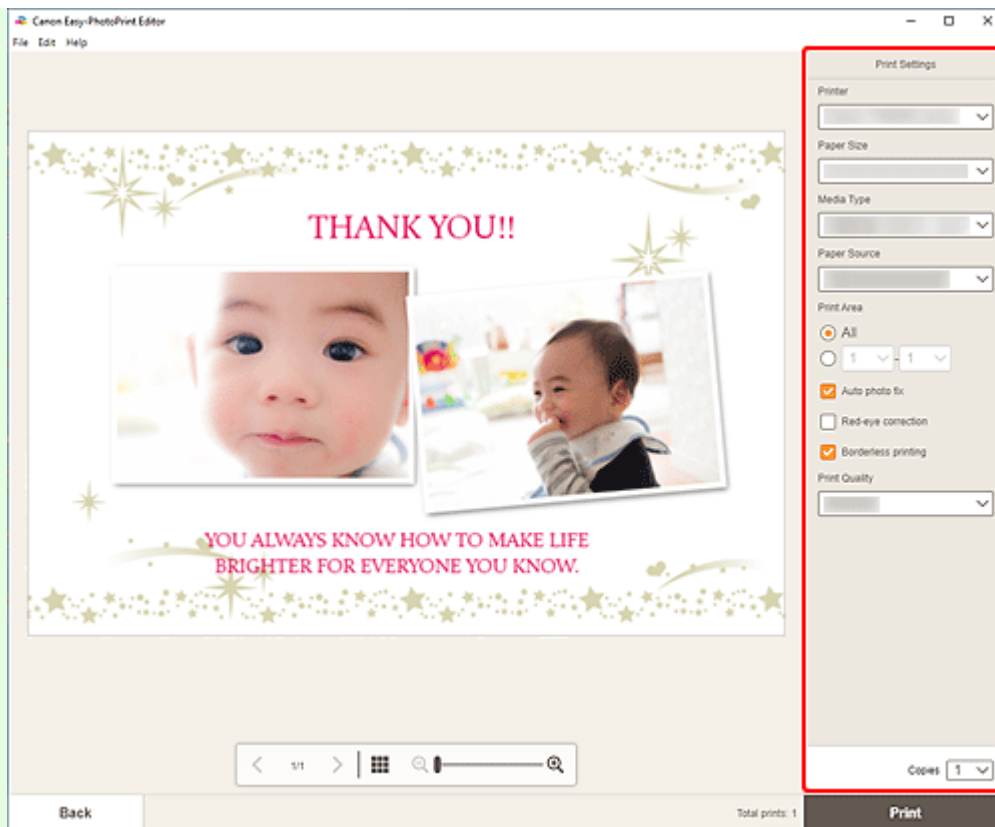 Canon Easy-PhotoPrint Editor
File Edit Help
THANK YOU!!
YOU ALWAYS KNOW HOW TO MAKE LIFE
BRIGHTER FOR EVERYONE YOU KNOW.
1/1
Back
Total prints: 1
Print Settings
Printer
Paper Size
Media Type
Paper Source
Print Area
All
1 - 1
Auto photo fix
Red-eye correction
Borderless printing
Print Quality
Copies 1
Print